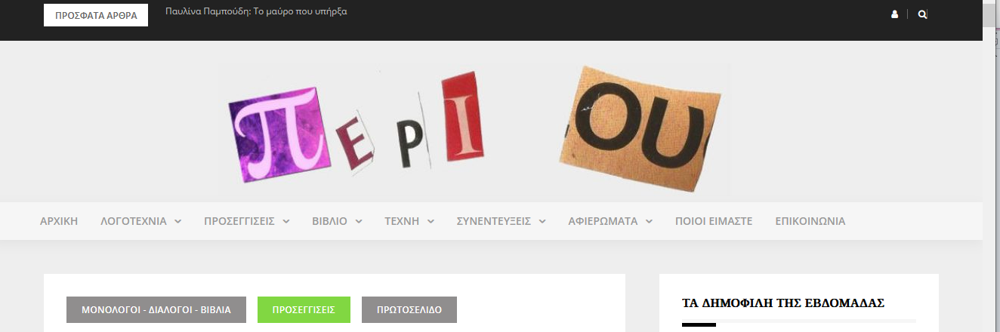 ΠΡΟΣΦΑΤΑ ΑΡΘΡΑ Παυλίνα Παμπούδη: Το μαύρο που υπήρξα
πΕΡΙ ΟΥ
ΑΡΧΙΚΗ ΛΟΓΟΤΕΧΝΙΑ ΠΡΟΣΕΓΓΙΣΕΙΣ ΒΙΒΛΙΟ ΤΕΧΝΗ ΣΥΝΕΝΤΕΥΞΕΙΣ ΑΦΙΕΡΩΜΑΤΑ ΠΟΙΟΙ ΕΙΜΑΣΤΕ ΕΠΙΚΟΙΝΩΝΙΑ
ΜΟΝΟΛΟΓΟΙ - ΔΙΑΛΟΓΟΙ - ΒΙΒΛΙΑ ΠΡΟΣΕΓΓΙΣΕΙΣ ΠΡΩΤΟΣΕΛΙΔΟ
ΤΑ ΔΗΜΟΦΙΛΗ ΤΗΣ ΕΒΔΟΜΑΔΑΣ